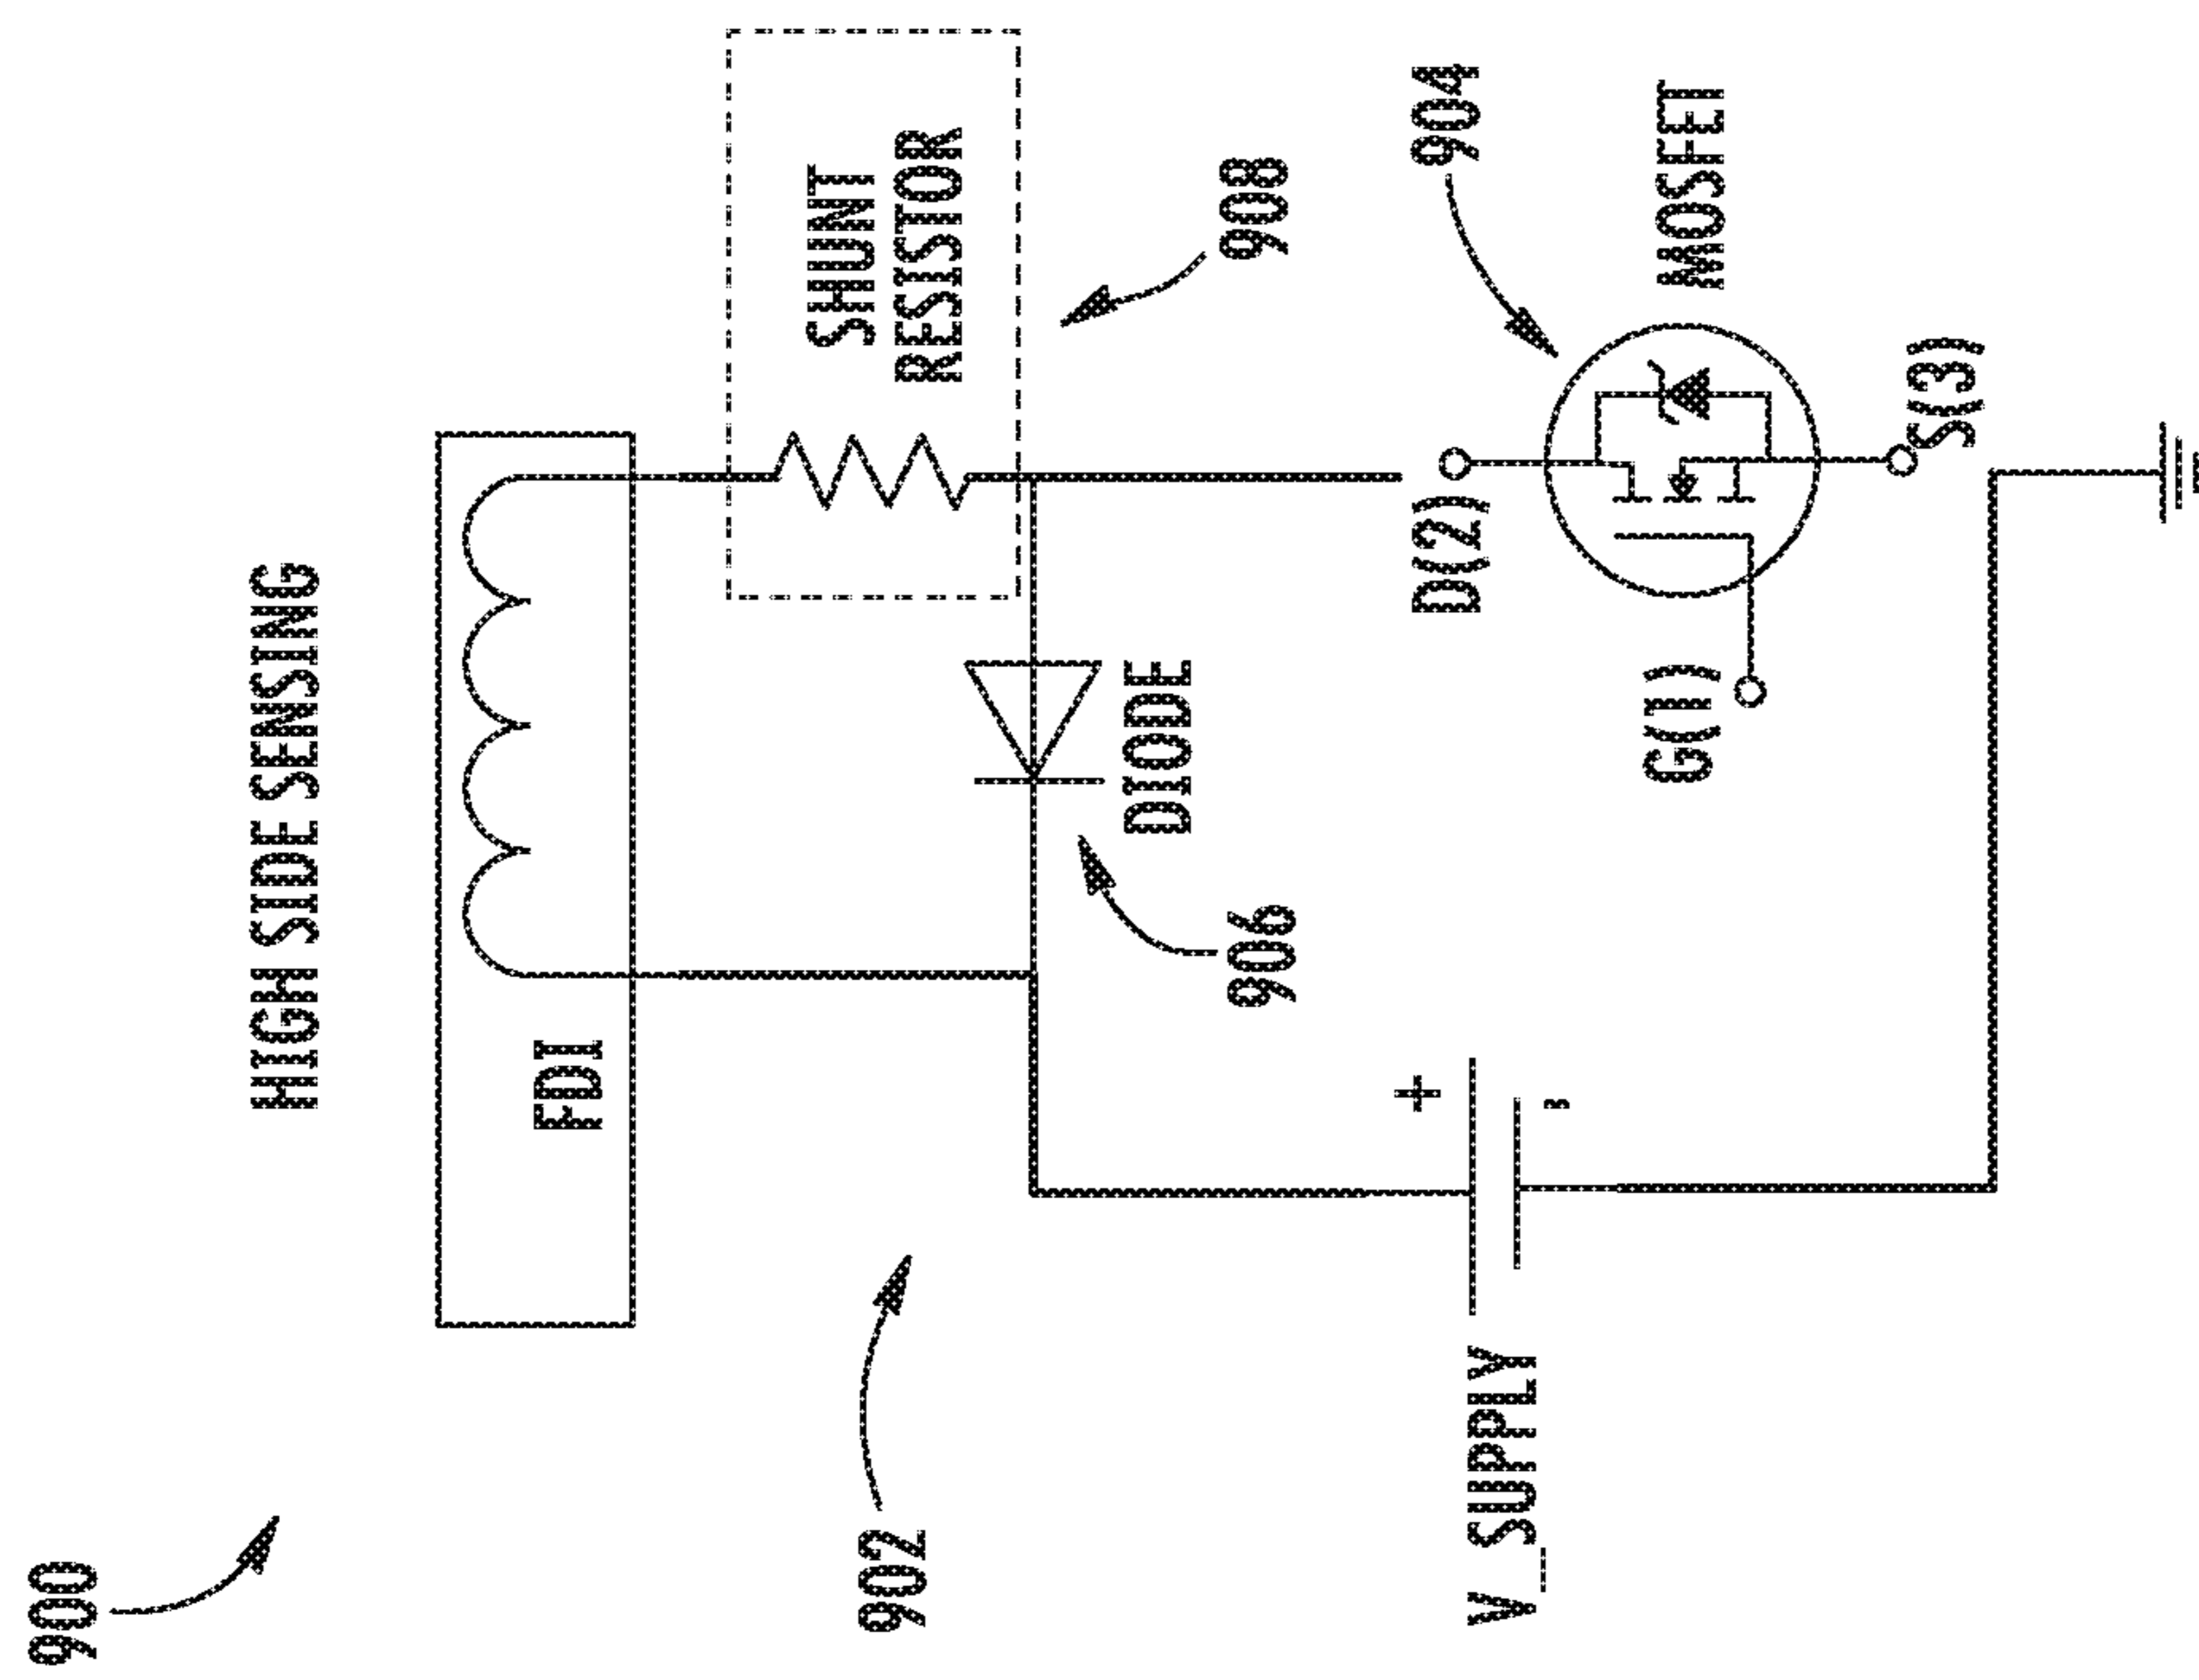 900
HIGH SIDE SENSING
FDI
902
SHUNT
RESISTOR
908
DIODE
906
V_SUPPLY
+
-
D(2)
904
G(1)
MOSFET
S(3)